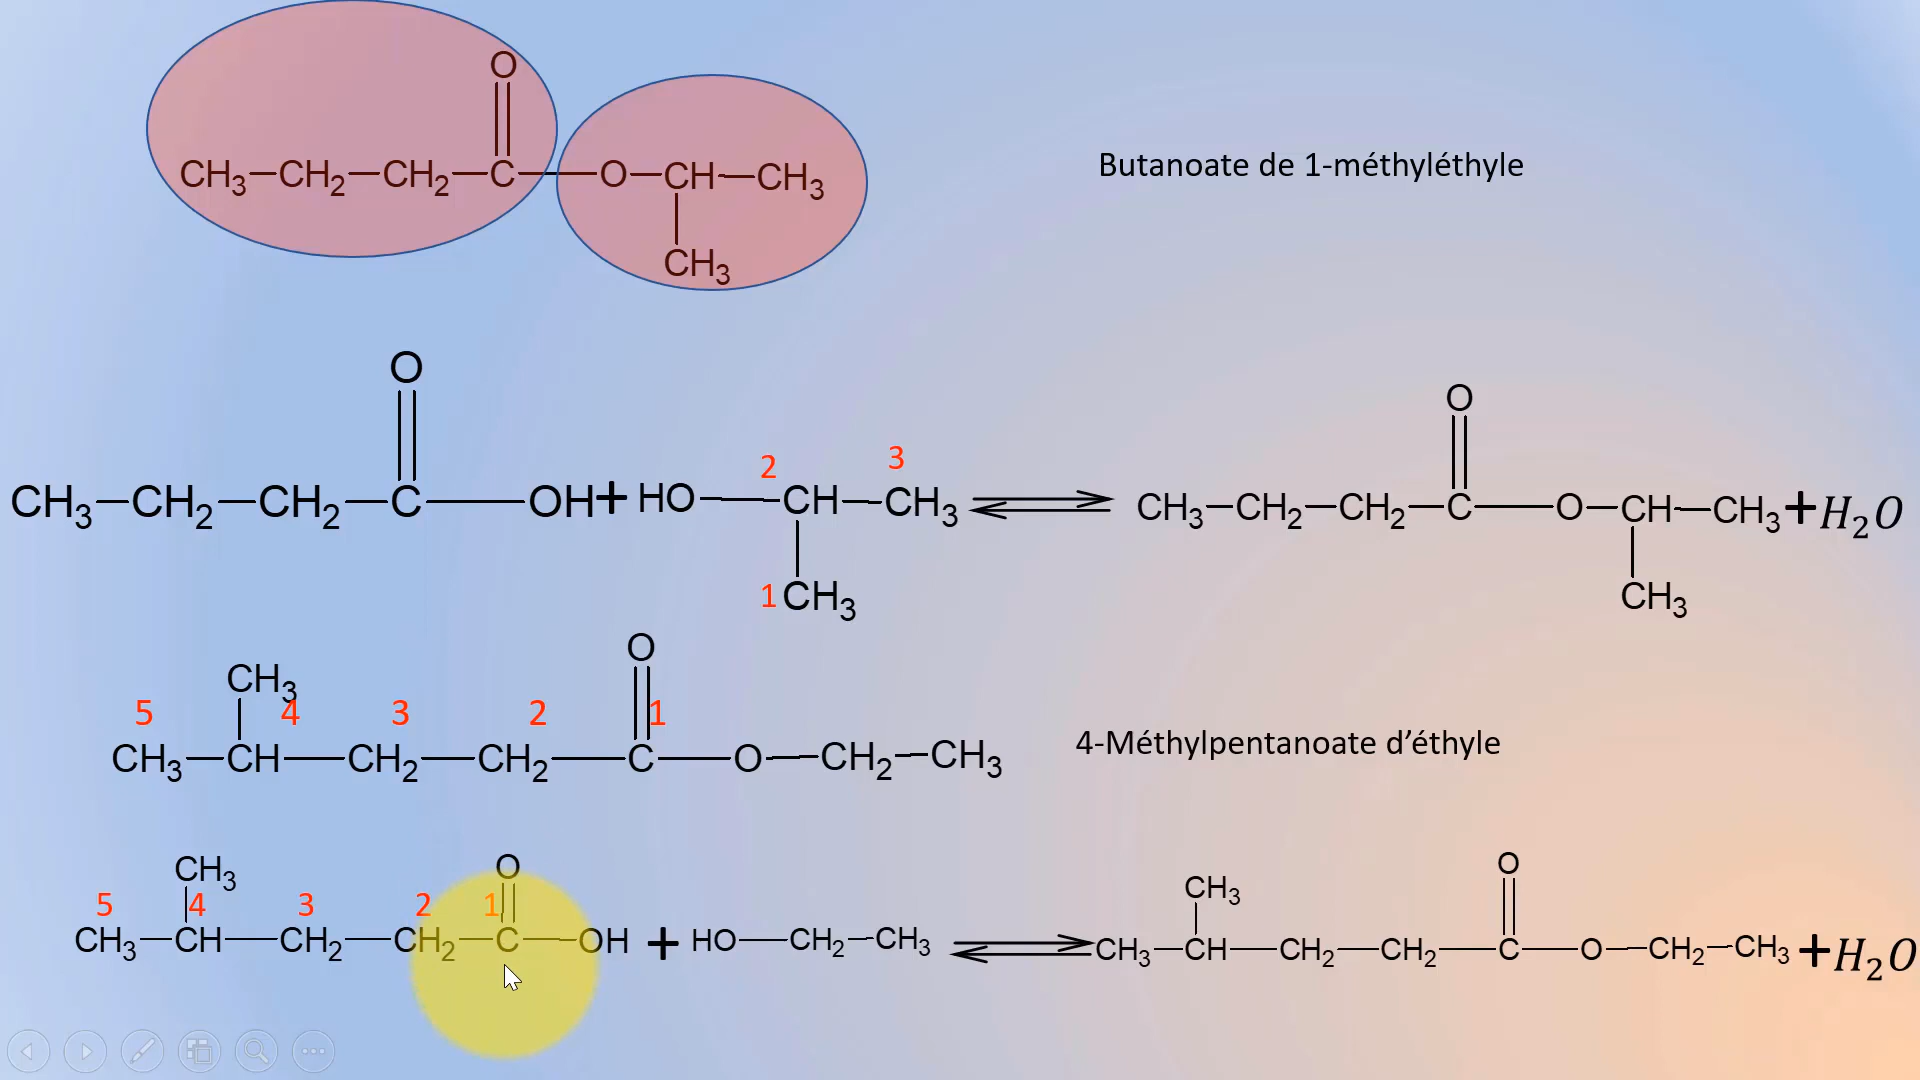 O
CH3—CH2—CH2—C—O—CH—CH3
CH3
Butanoate de 1-méthyléthyle
O
2 3
CH3—CH2—CH2—C—OH + HO—CH—CH3 ⇌
1 CH3
O
CH3—CH2—CH2—C—O—CH—CH3 + H2O
CH3
O
CH3
5 4 3 2 1
CH3—CH—CH2—CH2—C—O—CH2—CH3
4-Méthylpentanoate d’éthyle
O
CH3
5 4 3 2 1
CH3—CH—CH2—CH2—C—OH + HO—CH2—CH3 ⇌
O
CH3
CH3—CH—CH2—CH2—C—O—CH2—CH3 + H2O